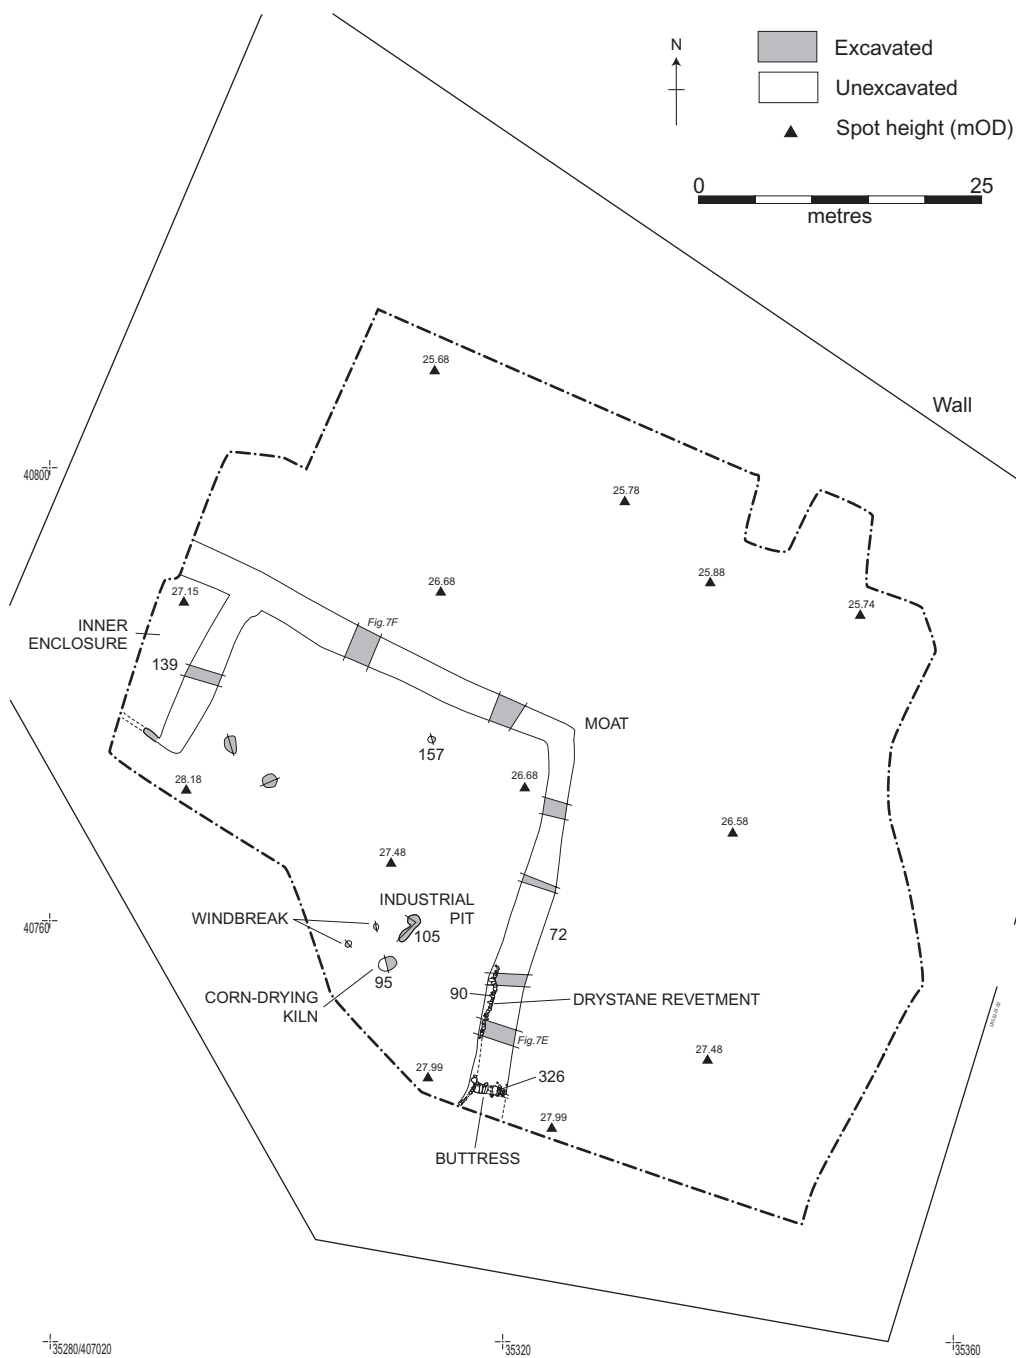 N
Excavated
Unexcavated
Spot height (mOD)
0 25
metres
25.68
Wall
40800
25.78
25.88
26.68
25.74
27.15
Fig.7F
INNER
ENCLOSURE
139
MOAT
157
26.68
28.18
26.58
27.48
INDUSTRIAL
PIT
WINDBREAK
40760
105
72
95
90
DRYSTANE REVETMENT
CORN-DRYING
KILN
Fig.7E
27.48
27.99
326
27.99
BUTTRESS
35280/407020
35320
35360